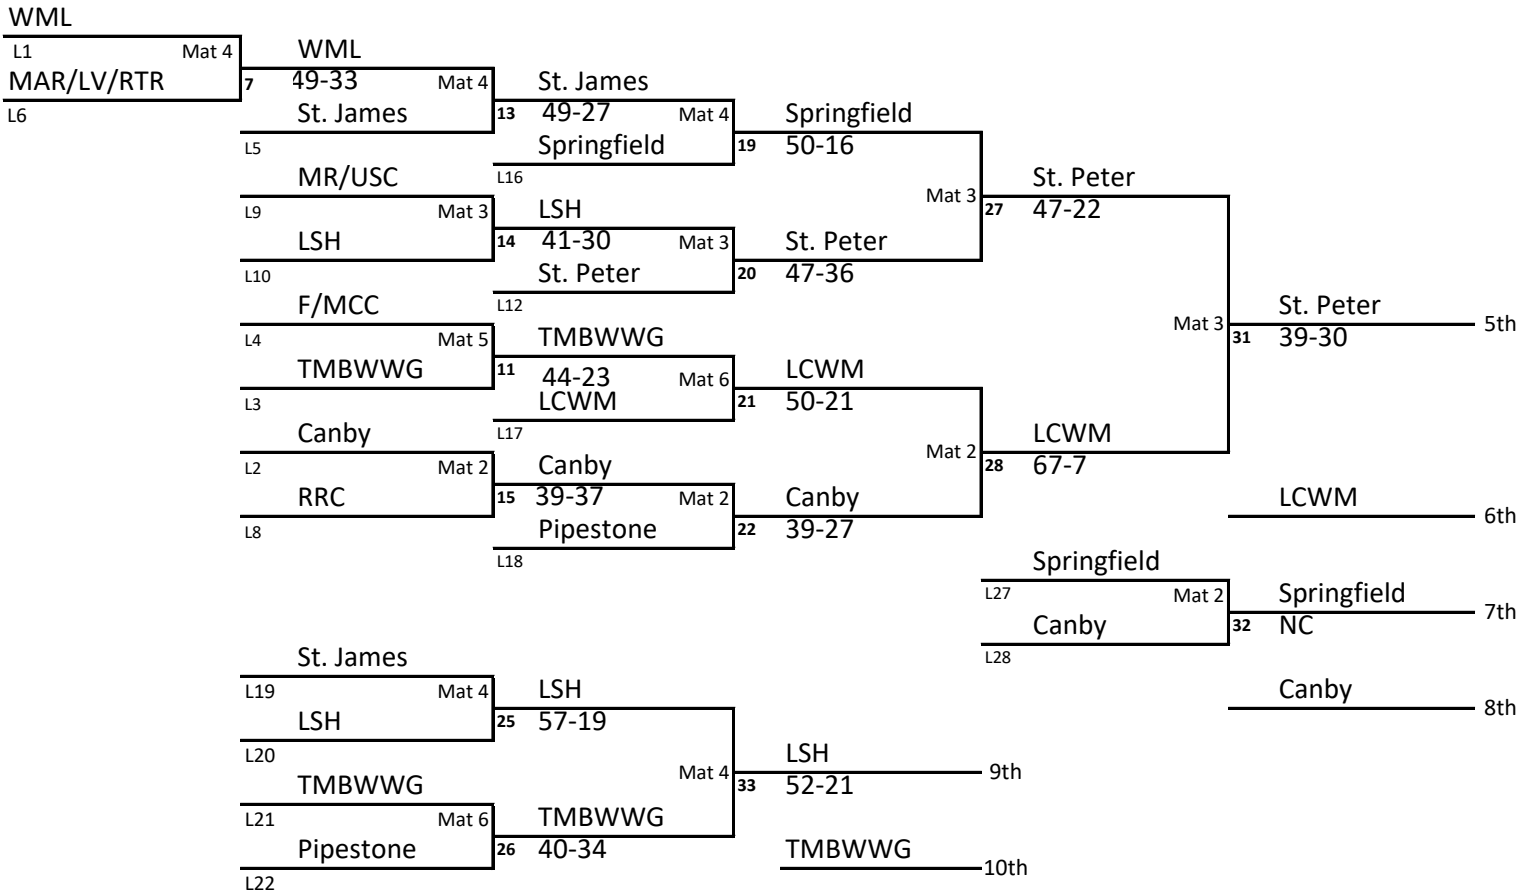 WML
L1 Mat 4 WML
MAR/LV/RTR 7 49-33 Mat 4 St. James
L6 St. James 13 49-27 Mat 4 Springfield
L5 Springfield 19 50-16
MR/USC L16 Mat 3 St. Peter
L9 Mat 3 LSH 27 47-22
LSH 14 41-30 Mat 3 St. Peter
L10 St. Peter 20 47-36
F/MCC L12 St. Peter
L4 Mat 5 TMBWWG Mat 3 5th
TMBWWG 11 44-23 Mat 6 LCWM 31 39-30
L3 LCWM 21 50-21
Canby L17 Mat 2 LCWM
L2 Mat 2 Canby 28 67-7
RRC 15 39-37 Mat 2 Canby LCWM 6th
L8 Pipestone 22 39-27
L18 Springfield
L27 Mat 2 Springfield 7th
Canby 32 NC
St. James L28
L19 Mat 4 LSH Canby 8th
LSH 25 57-19
L20 LSH
TMBWWG Mat 4 9th
L21 Mat 6 TMBWWG 33 52-21
Pipestone 26 40-34 TMBWWG
L22 10th